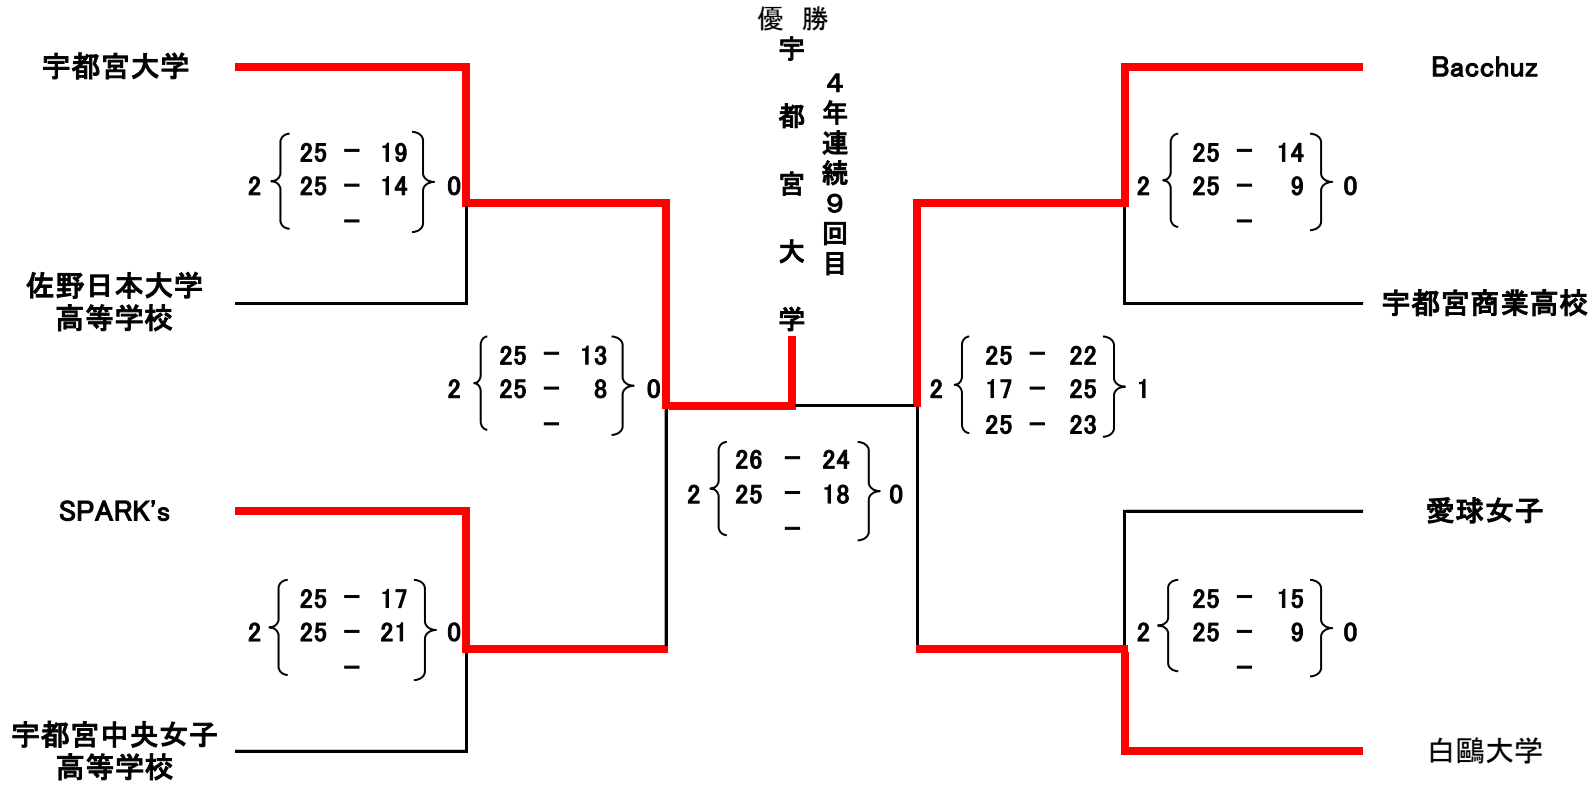 優 勝
宇都宮大学
4年連続9回目
宇都宮大学
25 - 19
2 25 - 14 0
-
佐野日本大学
高等学校
25 - 13
2 25 - 8 0
-
SPARK's
25 - 17
2 25 - 21 0
-
宇都宮中央女子
高等学校
26 - 24
2 25 - 18 0
-
Bacchuz
25 - 14
2 25 - 9 0
-
宇都宮商業高校
25 - 22
2 17 - 25 1
25 - 23
愛球女子
25 - 15
2 25 - 9 0
-
白鷗大学